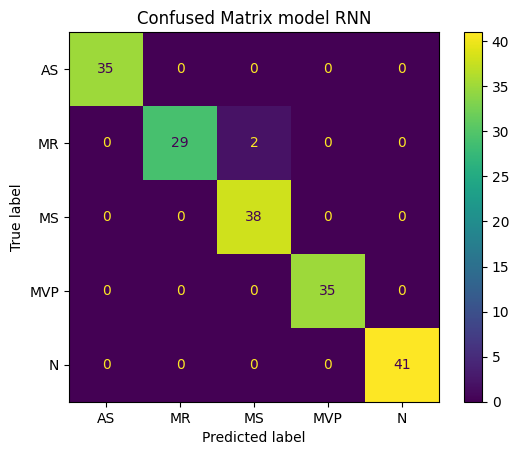 Confused Matrix model RNN
AS 35 0 0 0 0
MR 0 29 2 0 0
MS 0 0 38 0 0
MVP 0 0 0 35 0
N 0 0 0 0 41
AS MR MS MVP N
Predicted label
True label
40
35
30
25
20
15
10
5
0